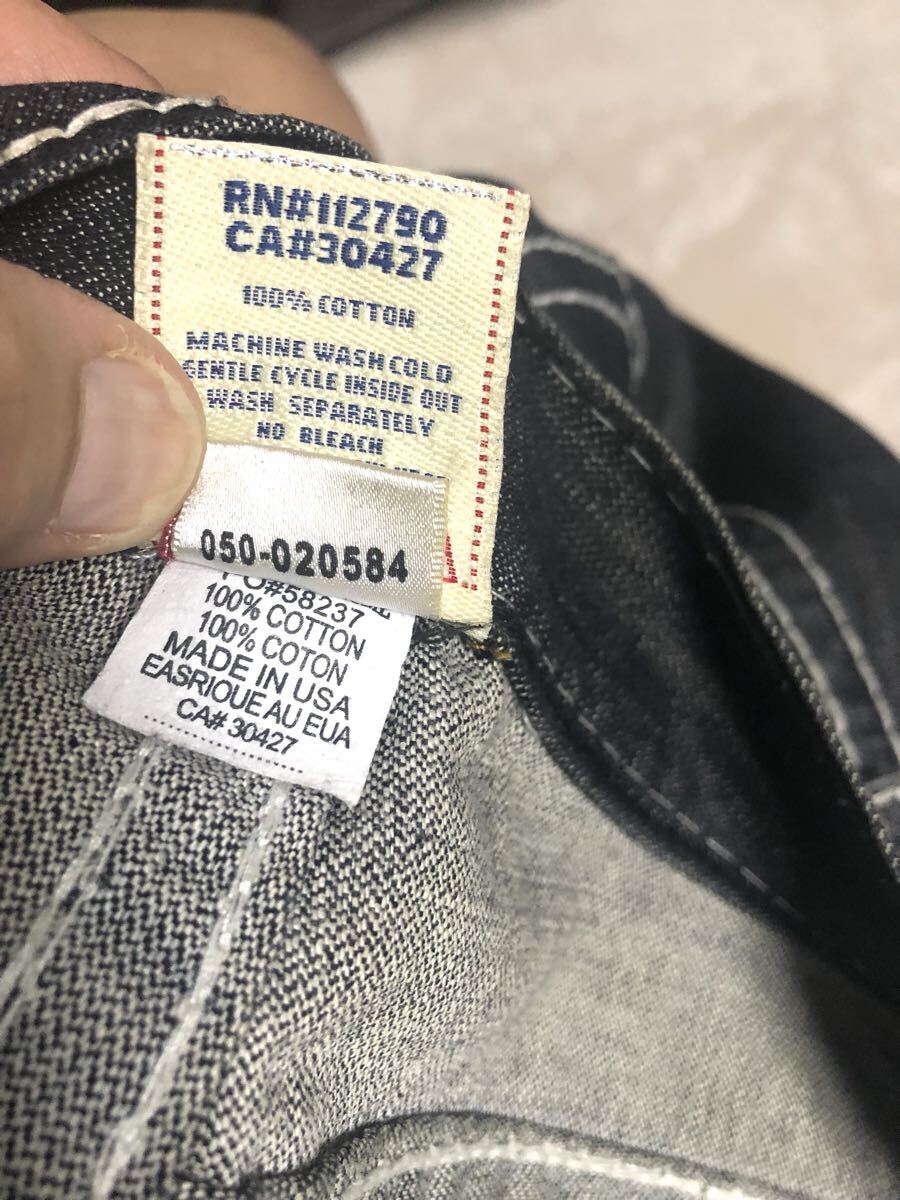 RN#112790
CA#30427
100% COTTON
MACHINE WASH COLD
GENTLE CYCLE INSIDE OUT
WASH SEPARATELY
NO BLEACH
050-020584
PO#58237
100% COTTON
100% COTON
MADE IN USA
EASRIQUE AU EUA
CA# 30427